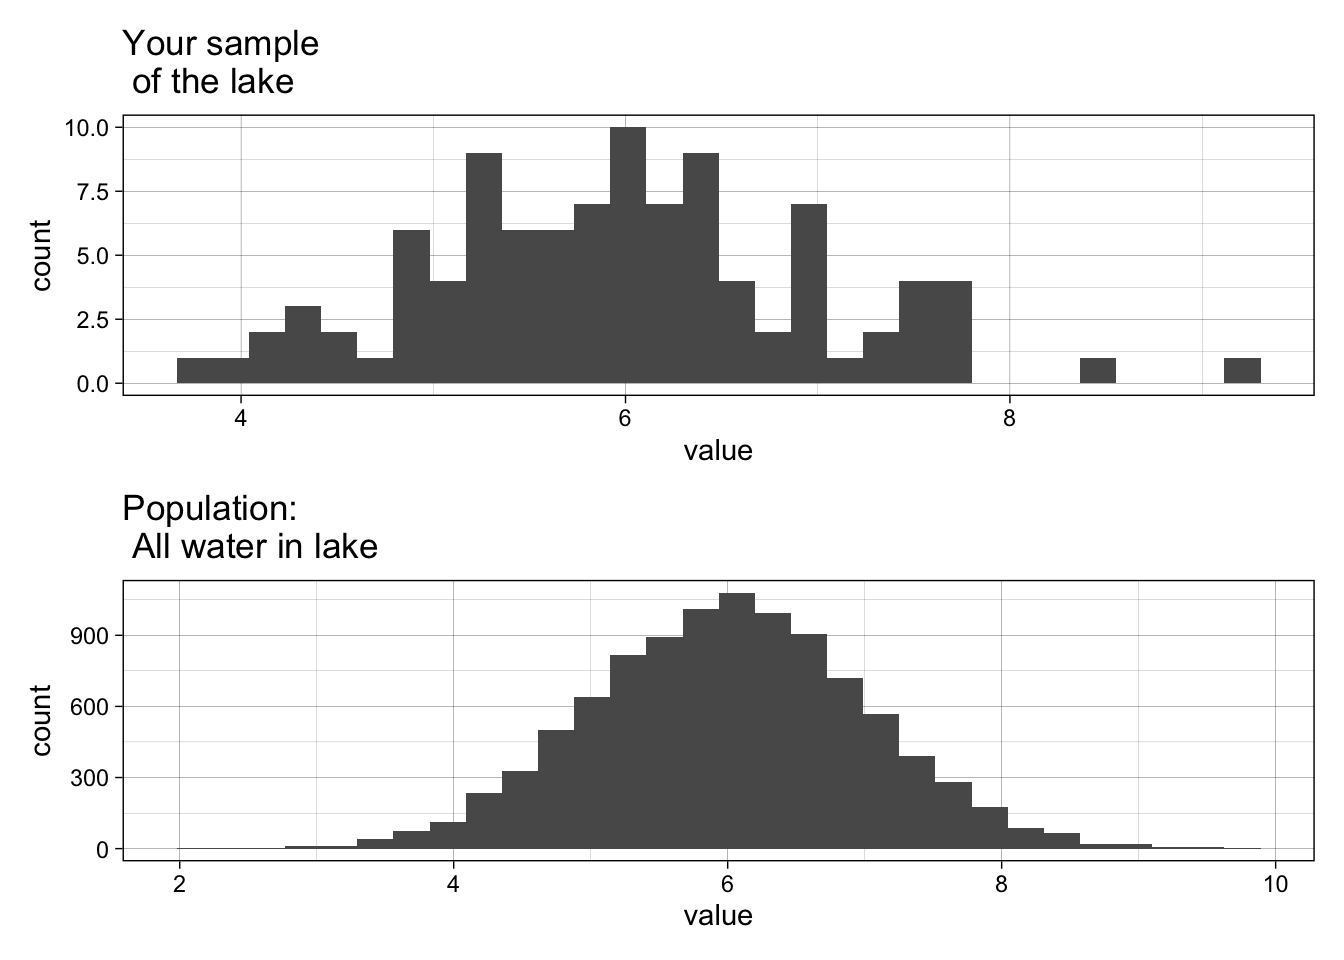 Your sample
of the lake
10.0
7.5
5.0
2.5
0.0
count
4 6 8
value
Population:
All water in lake
900
600
300
0
count
2 4 6 8 10
value